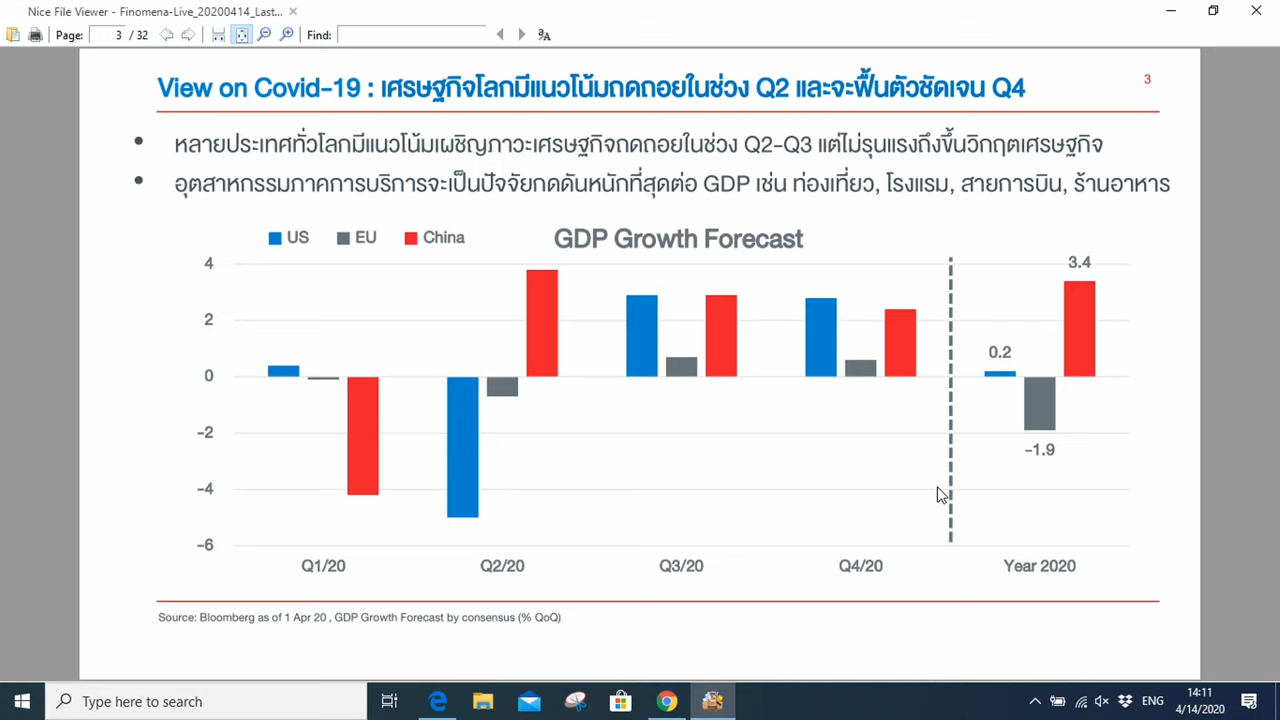 Nice File Viewer - Finomena-Live_20200414_Last...
Page: 3 / 32 Find:
View on Covid-19 : เศรษฐกิจโลกมีแนวโน้มถดถอยในช่วง Q2 และจะฟื้นตัวชัดเจน Q4
3
• หลายประเทศทั่วโลกมีแนวโน้มเผชิญภาวะเศรษฐกิจถดถอยในช่วง Q2-Q3 แต่ไม่รุนแรงถึงขึ้นวิกฤตเศรษฐกิจ
• อุตสาหกรรมภาคการบริการจะเป็นปัจจัยกดดันหนักที่สุดต่อ GDP เช่น ท่องเที่ยว, โรงแรม, สายการบิน, ร้านอาหาร
US EU China
GDP Growth Forecast
4
2
0
-2
-4
-6
3.4
0.2
-1.9
Q1/20 Q2/20 Q3/20 Q4/20 Year 2020
Source: Bloomberg as of 1 Apr 20 , GDP Growth Forecast by consensus (% QoQ)
Type here to search
ENG
14:11
4/14/2020